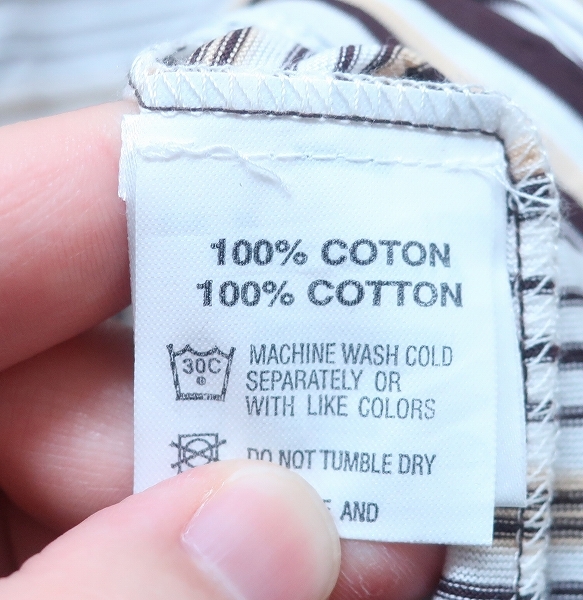 100% COTON
100% COTTON
30C
MACHINE WASH COLD
SEPARATELY OR
WITH LIKE COLORS
DO NOT TUMBLE DRY
AND